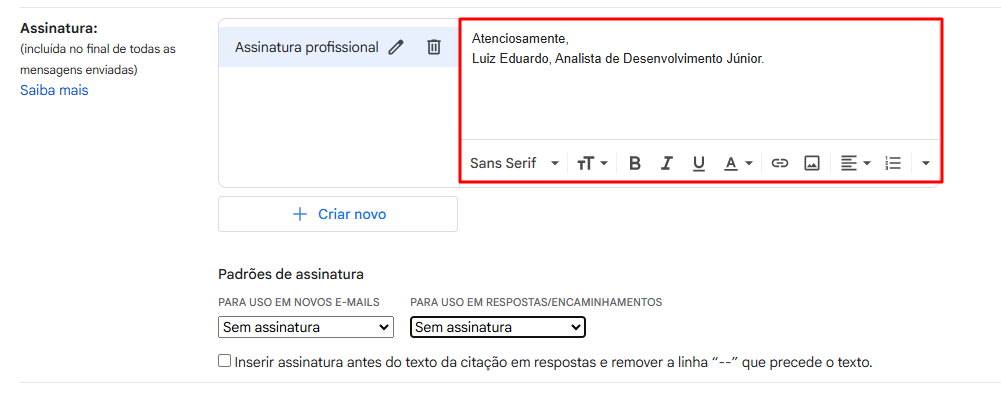 Assinatura:
(incluída no final de todas as
mensagens enviadas)
Saiba mais
Assinatura profissional
Atenciosamente,
Luiz Eduardo, Analista de Desenvolvimento Júnior.
Sans Serif
Criar novo
Padrões de assinatura
PARA USO EM NOVOS E-MAILS
PARA USO EM RESPOSTAS/ENCAMINHAMENTOS
Sem assinatura
Sem assinatura
Inserir assinatura antes do texto da citação em respostas e remover a linha “--” que precede o texto.